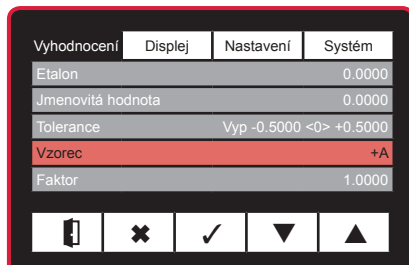 Vyhodnocení Displej Nastavení Systém
Etalon 0.0000
Jmenovitá hodnota 0.0000
Tolerance Vyp -0.5000 <0> +0.5000
Vzorec +A
Faktor 1.0000